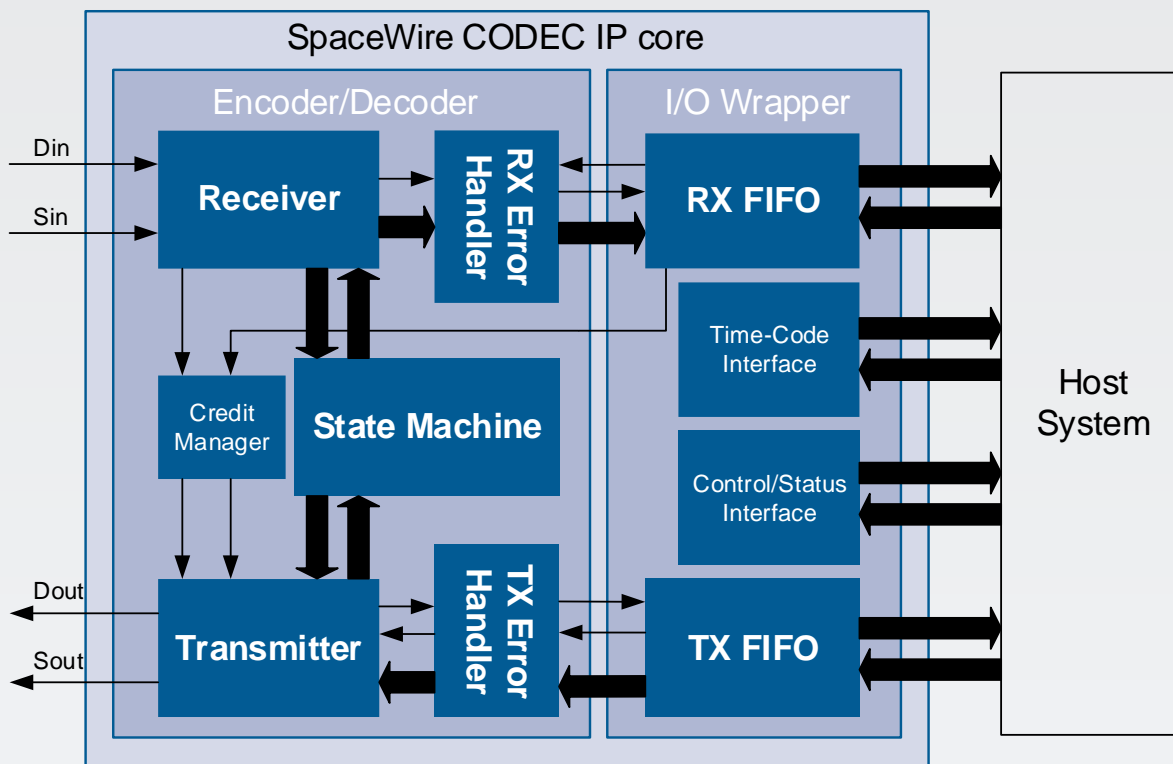 SpaceWire CODEC IP core
Encoder/Decoder
I/O Wrapper
Din
Sin
Receiver
RX Error
Handler
RX FIFO
Time-Code
Interface
Host
System
Credit
Manager
State Machine
Control/Status
Interface
Dout
Sout
Transmitter
TX Error
Handler
TX FIFO